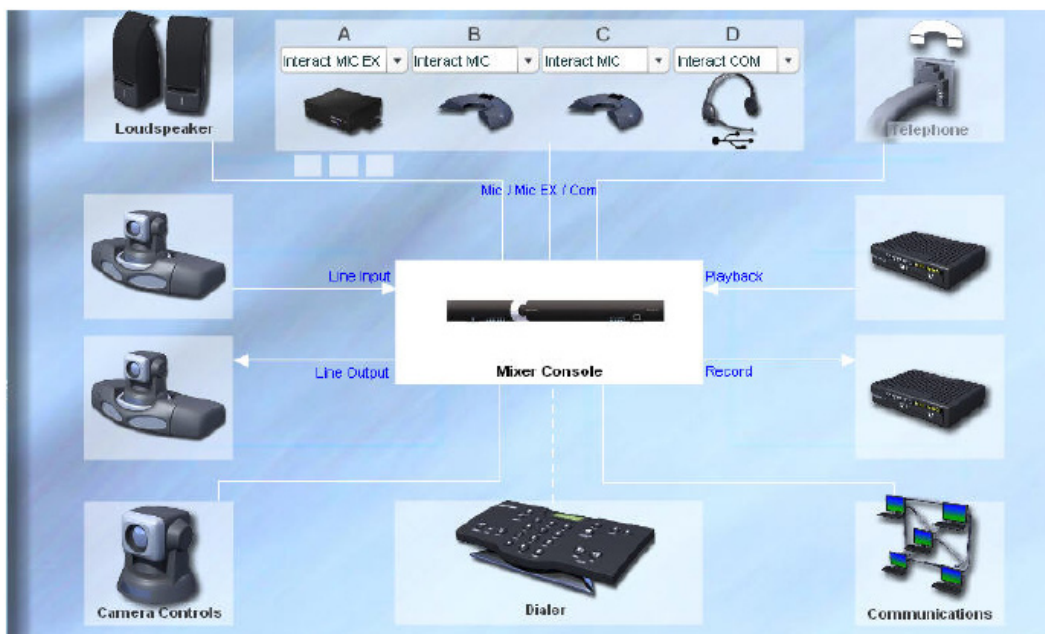 A
B
C
D
Interact MIC EX
Interact MIC
Interact MIC
Interact COM
Loudspeaker
Telephone
Mic / Mic EX / Com
Line Input
Playback
Line Output
Mixer Console
Record
Camera Controls
Dialer
Communications